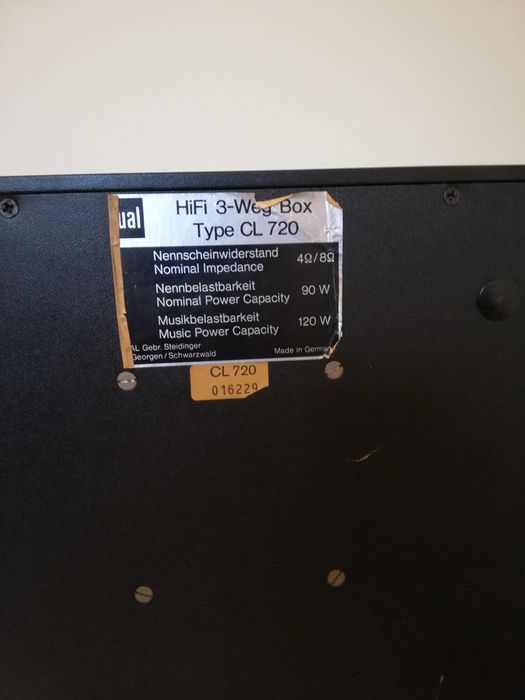 ual
HiFi 3-Weg Box
Type CL 720
Nennscheinwiderstand
Nominal Impedance
4Ω/8Ω
Nennbelastbarkeit
Nominal Power Capacity
90 W
Musikbelastbarkeit
Music Power Capacity
120 W
AL Gebr. Steidinger
Georgen/Schwarzwald
Made in German
CL 720
016229